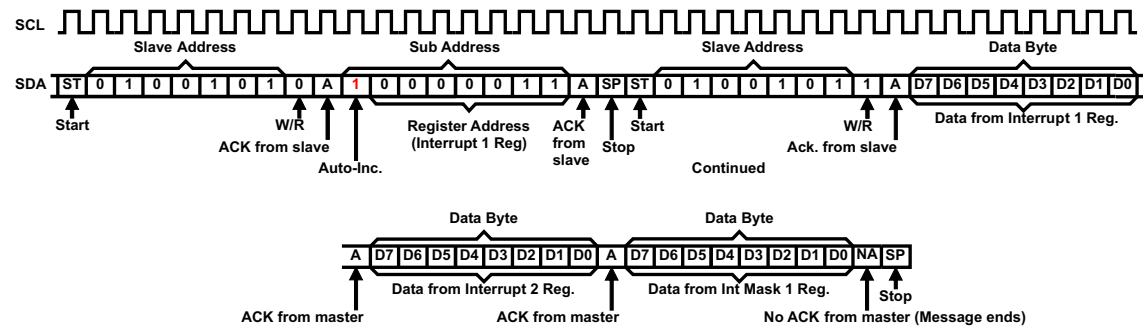 SCL
Slave Address Sub Address Slave Address Data Byte
SDA ST 0 1 0 0 1 0 1 0 A 1 0 0 0 0 0 1 1 A SP ST 0 1 0 0 1 0 1 1 A D7 D6 D5 D4 D3 D2 D1 D0
Start W/R Register Address ACK Start W/R Data from Interrupt 1 Reg.
ACK from slave (Interrupt 1 Reg) from Stop Ack. from slave
slave
Auto-Inc. Continued
Data Byte Data Byte
A D7 D6 D5 D4 D3 D2 D1 D0 A D7 D6 D5 D4 D3 D2 D1 D0 NA SP
Data from Interrupt 2 Reg. Data from Int Mask 1 Reg. Stop
ACK from master ACK from master No ACK from master (Message ends)